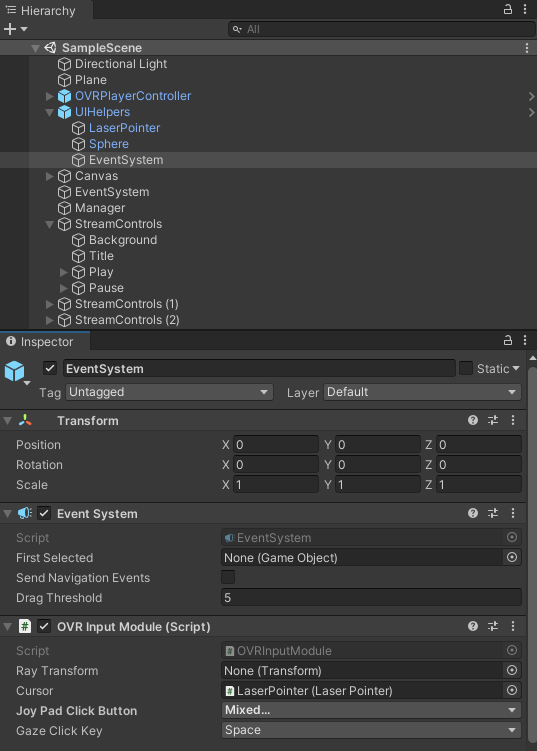 Hierarchy
All
SampleScene
Directional Light
Plane
OVRPlayerController
UIHelpers
LaserPointer
Sphere
EventSystem
Canvas
EventSystem
Manager
StreamControls
Background
Title
Play
Pause
StreamControls (1)
StreamControls (2)
Inspector
EventSystem Static
Tag Untagged Layer Default
Transform
Position X 0 Y 0 Z 0
Rotation X 0 Y 0 Z 0
Scale X 1 Y 1 Z 1
Event System
Script EventSystem
First Selected None (Game Object)
Send Navigation Events
Drag Threshold 5
# OVR Input Module (Script)
Script # OVRInputModule
Ray Transform None (Transform)
Cursor # LaserPointer (Laser Pointer)
Joy Pad Click Button Mixed...
Gaze Click Key Space